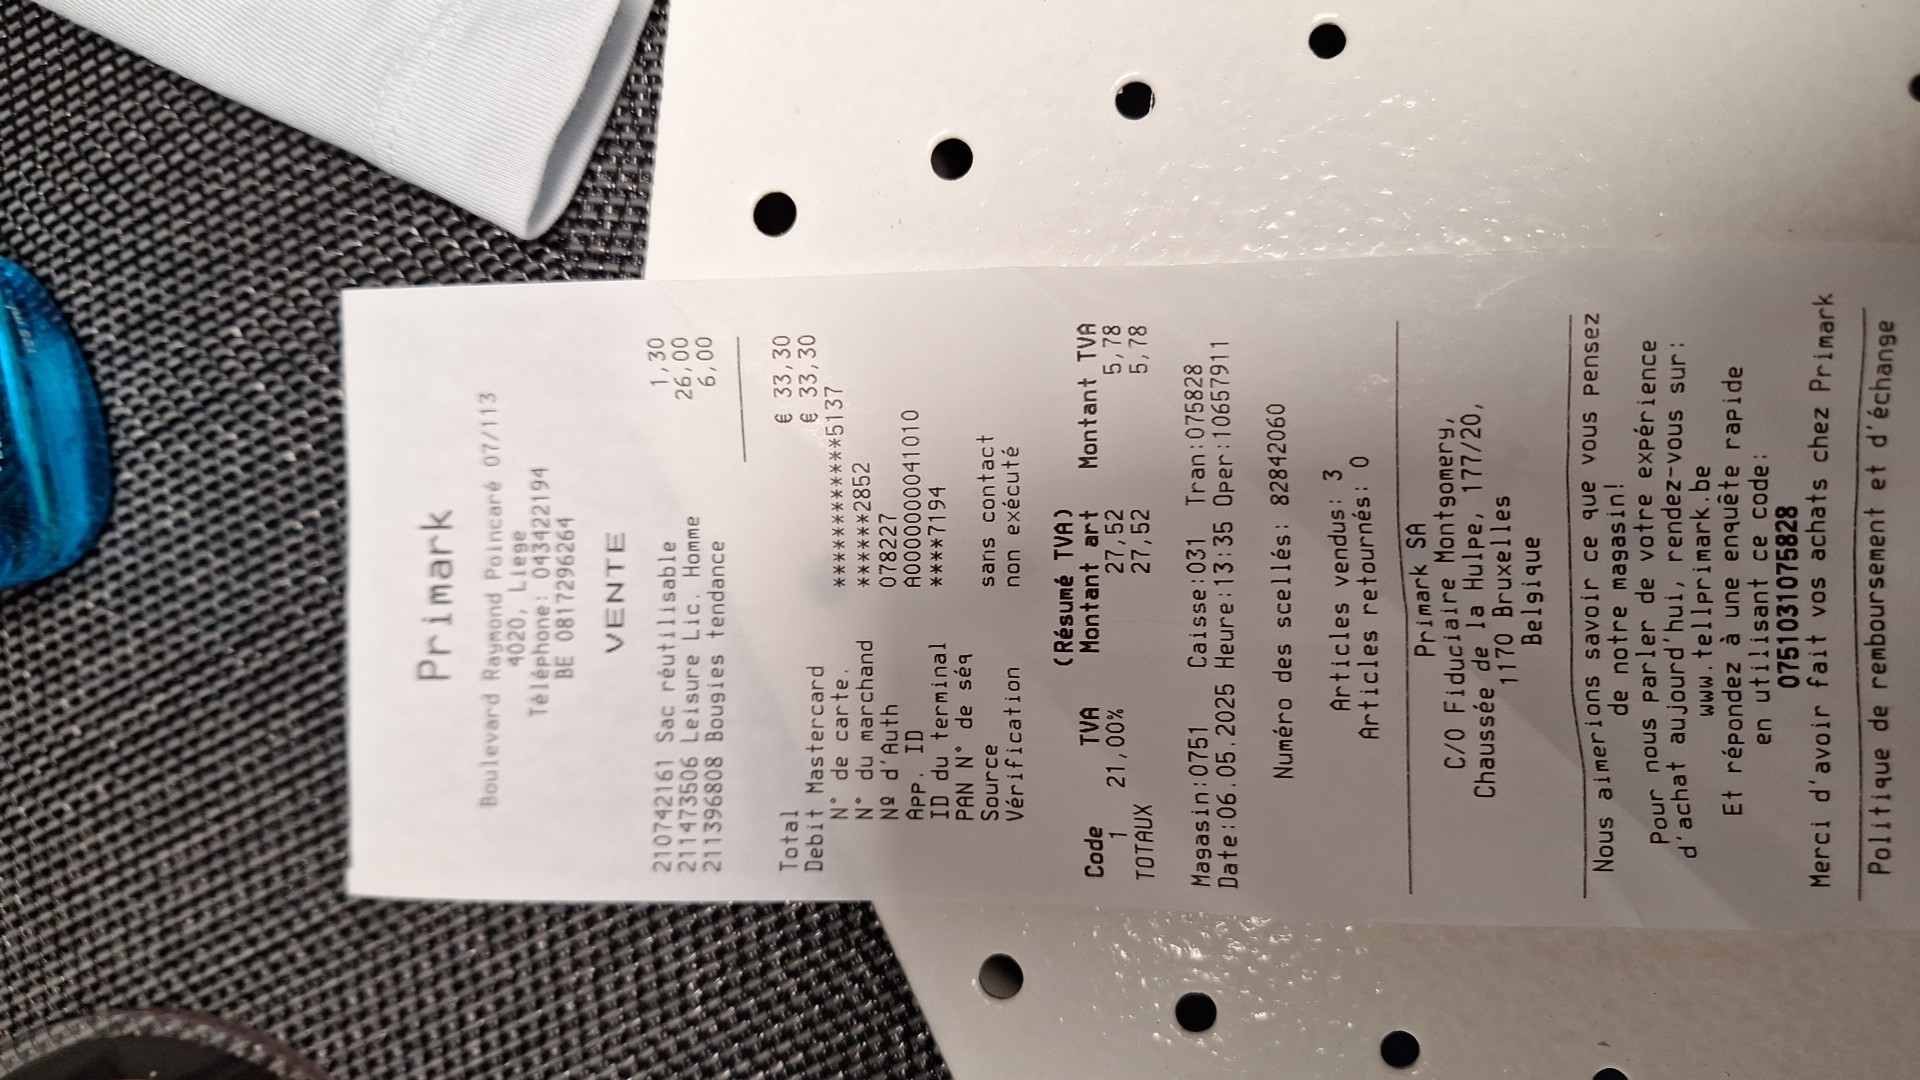 Primark
Boulevard Raymond Poincaré 07/113
4020, Liege
Téléphone: 043422194
BE 0817296264
VENTE
210742161 Sac réutilisable 1,30
211473506 Leisure Lic. Homme 26,00
211396808 Bougies tendance 6,00
Total € 33,30
Debit Mastercard € 33,30
N° de carte. ************5137
N° du marchand ******2852
Nº d'Auth 078227
App. ID A0000000041010
ID du terminal ****7194
PAN N° de séq
Source sans contact
Vérification non exécuté
(Résumé TVA)
Code TVA Montant art Montant TVA
1 21,00% 27,52 5,78
TOTAUX 27,52 5,78
Magasin:0751 Caisse:031 Tran:075828
Date:06.05.2025 Heure:13:35 Oper:10657911
Numéro des scellés: 82842060
Articles vendus: 3
Articles retournés: 0
Primark SA
C/O Fiduciaire Montgomery,
Chaussée de la Hulpe, 177/20,
1170 Bruxelles
Belgique
Nous aimerions savoir ce que vous pensez
de notre magasin!
Pour nous parler de votre expérience
d'achat aujourd'hui, rendez-vous sur:
www.tellprimark.be
Et répondez à une enquête rapide
en utilisant ce code:
0751031075828
Merci d'avoir fait vos achats chez Primark
Politique de remboursement et d'échange